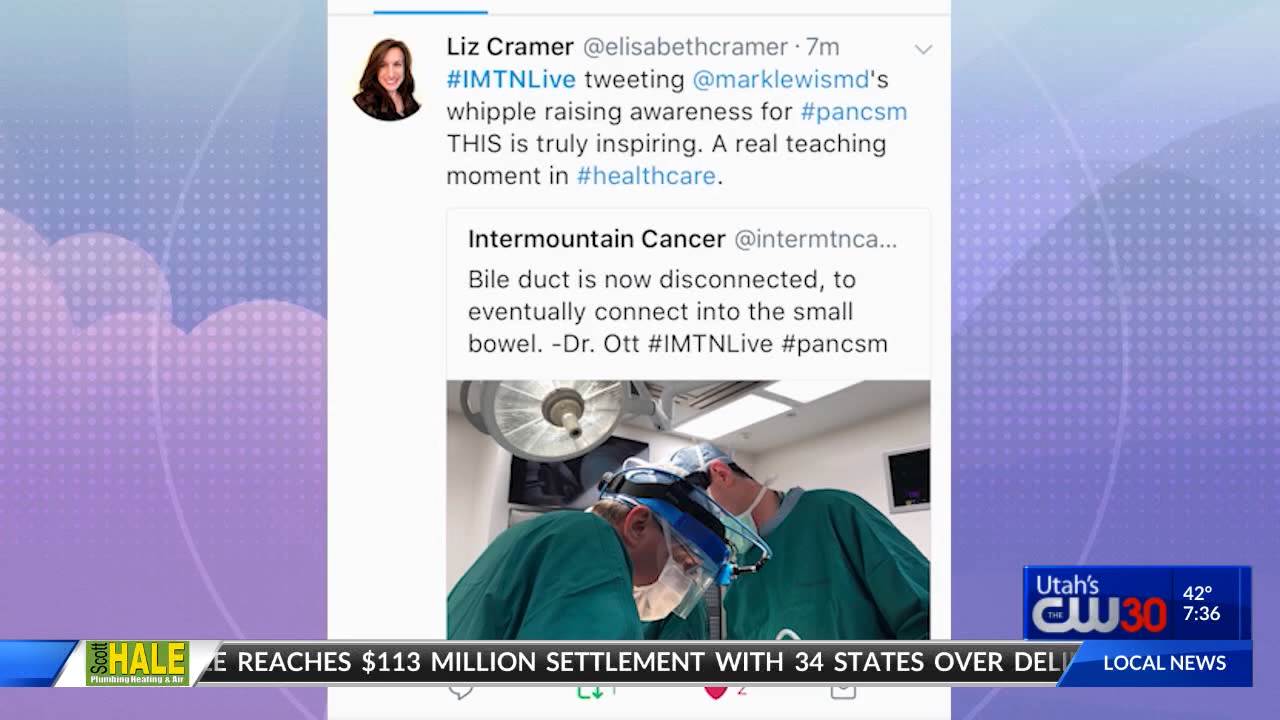 Liz Cramer @elisabethcramer · 7m
#IMTNLive tweeting @marklewismd's
whipple raising awareness for #pancsm
THIS is truly inspiring. A real teaching
moment in #healthcare.
Intermountain Cancer @intermtnca...
Bile duct is now disconnected, to
eventually connect into the small
bowel. -Dr. Ott #IMTNLive #pancsm
Utah's
THE CW30
42°
7:36
Scott HALE
Plumbing Heating & Air
REACHES $113 MILLION SETTLEMENT WITH 34 STATES OVER
LOCAL NEWS
2